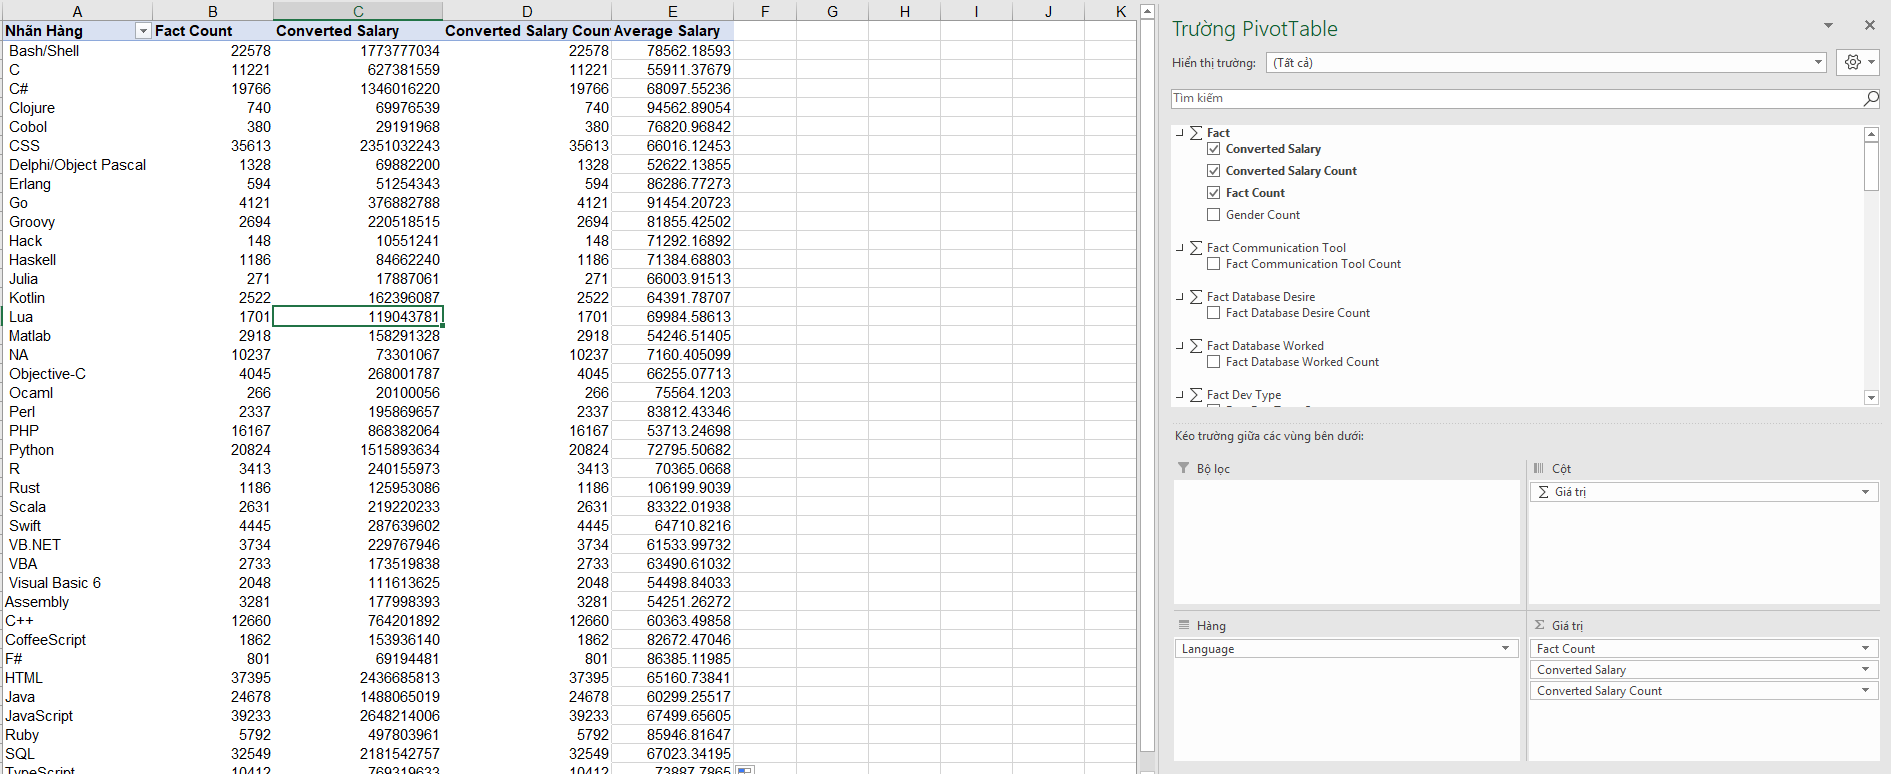 A B C D E F G H I J K
Nhãn Hàng Fact Count Converted Salary Converted Salary Coun Average Salary
Bash/Shell 22578 1773777034 22578 78562.18593
C 11221 627381559 11221 55911.37679
C# 19766 1346016220 19766 68097.55236
Clojure 740 69976539 740 94562.89054
Cobol 380 29191968 380 76820.96842
CSS 35613 2351032243 35613 66016.12453
Delphi/Object Pascal 1328 69882200 1328 52622.13855
Erlang 594 51254343 594 86286.77273
Go 4121 376882788 4121 91454.20723
Groovy 2694 220518515 2694 81855.42502
Hack 148 10551241 148 71292.16892
Haskell 1186 84662240 1186 71384.68803
Julia 271 17887061 271 66003.91513
Kotlin 2522 162396087 2522 64391.78707
Lua 1701 119043781 1701 69984.58613
Matlab 2918 158291328 2918 54246.51405
NA 10237 73301067 10237 7160.405099
Objective-C 4045 268001787 4045 66255.07713
Ocaml 266 20100056 266 75564.1203
Perl 2337 195869657 2337 83812.43346
PHP 16167 868382064 16167 53713.24698
Python 20824 1515893634 20824 72795.50682
R 3413 240155973 3413 70365.0668
Rust 1186 125953086 1186 106199.9039
Scala 2631 219220233 2631 83322.01938
Swift 4445 287639602 4445 64710.8216
VB.NET 3734 229767946 3734 61533.99732
VBA 2733 173519838 2733 63490.61032
Visual Basic 6 2048 111613625 2048 54498.84033
Assembly 3281 177998393 3281 54251.26272
C++ 12660 764201892 12660 60363.49858
CoffeeScript 1862 153936140 1862 82672.47046
F# 801 69194481 801 86385.11985
HTML 37395 2436685813 37395 65160.73841
Java 24678 1488065019 24678 60299.25517
JavaScript 39233 2648214006 39233 67499.65605
Ruby 5792 497803961 5792 85946.81647
SQL 32549 2181542757 32549 67023.34195
TypeScript 10412 769319633 10412 73887.7865
Trường PivotTable
Hiển thị trường: (Tất cả)
Tìm kiếm
Fact
Converted Salary
Converted Salary Count
Fact Count
Gender Count
Fact Communication Tool
Fact Communication Tool Count
Fact Database Desire
Fact Database Desire Count
Fact Database Worked
Fact Database Worked Count
Fact Dev Type
Kéo trường giữa các vùng bên dưới:
Bộ lọc
Cột
Σ Giá trị
Hàng
Language
Σ Giá trị
Fact Count
Converted Salary
Converted Salary Count